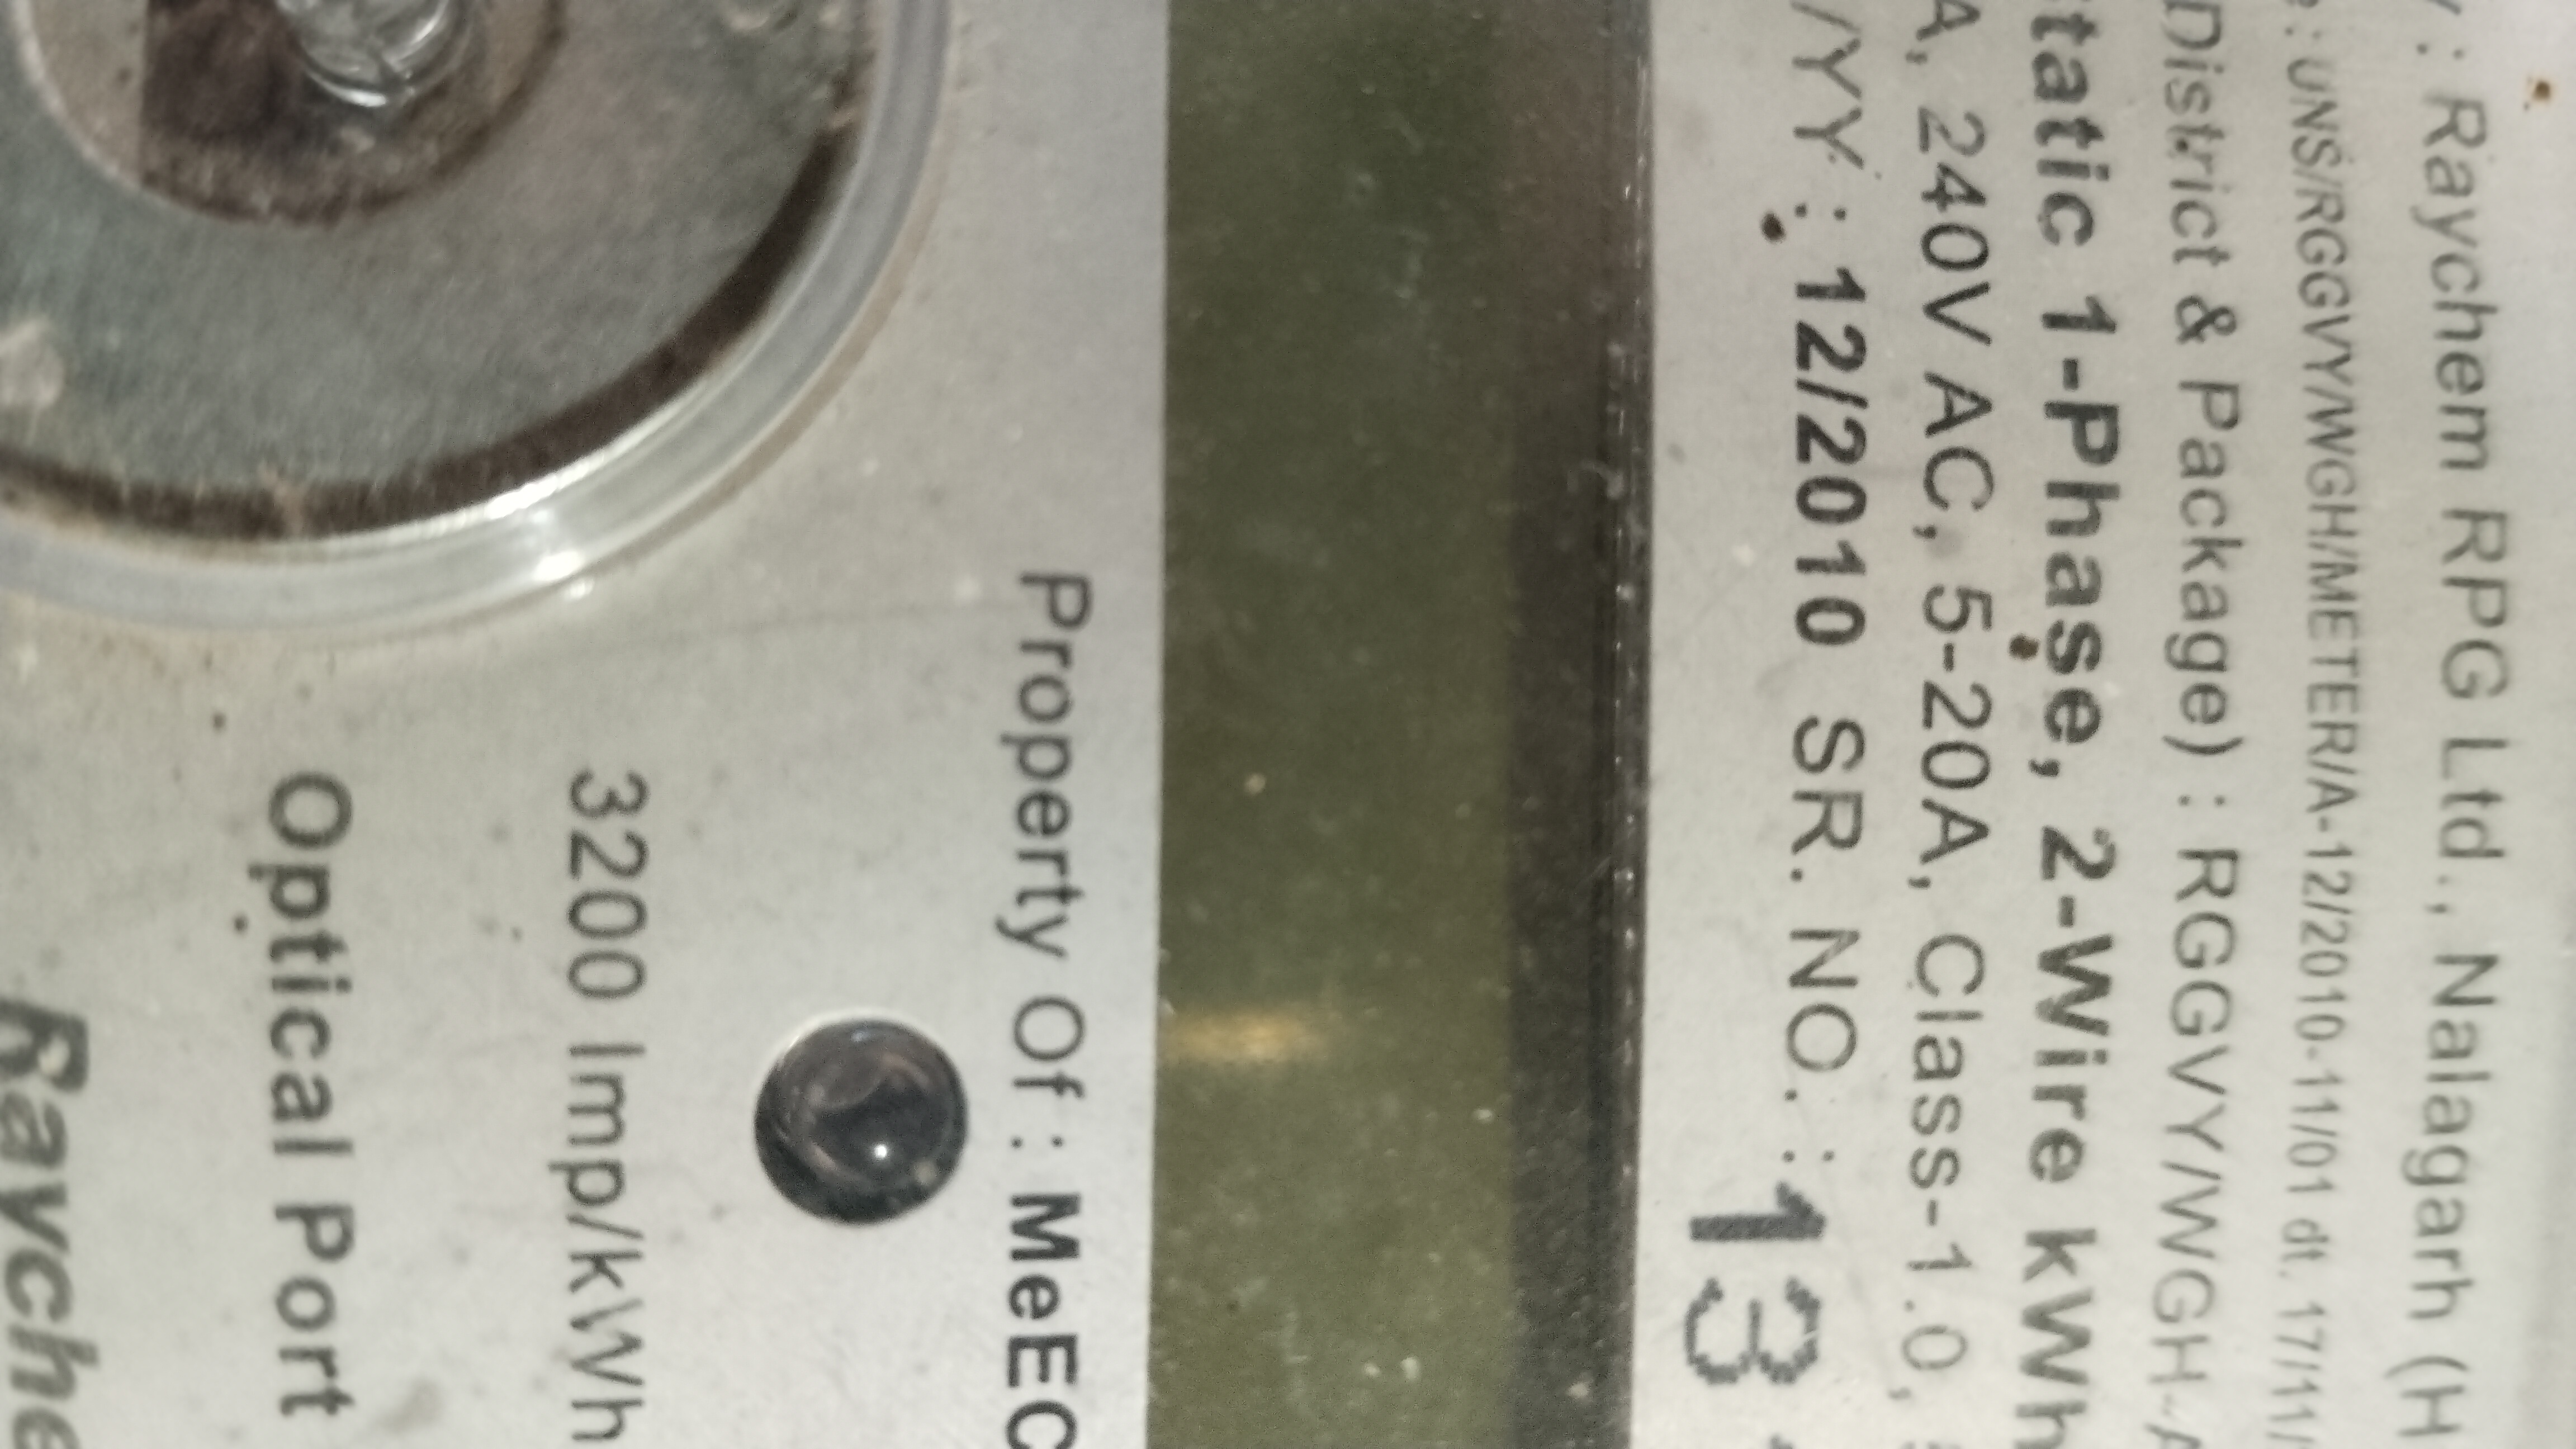 y : Raychem RPG Ltd., Nalagarh (H
e : UNS/RGGVY/WGH/METER/A-12/2010-11/01 dt. 17/11/
District & Package) : RGGVY/WGH-A
tatic 1-Phase, 2-Wire kWh
A, 240V AC, 5-20A, Class-1.0,
/YY : 12/2010 SR. NO. : 13
Property Of : MeEC
3200 Imp/kWh
Optical Port
Rayche